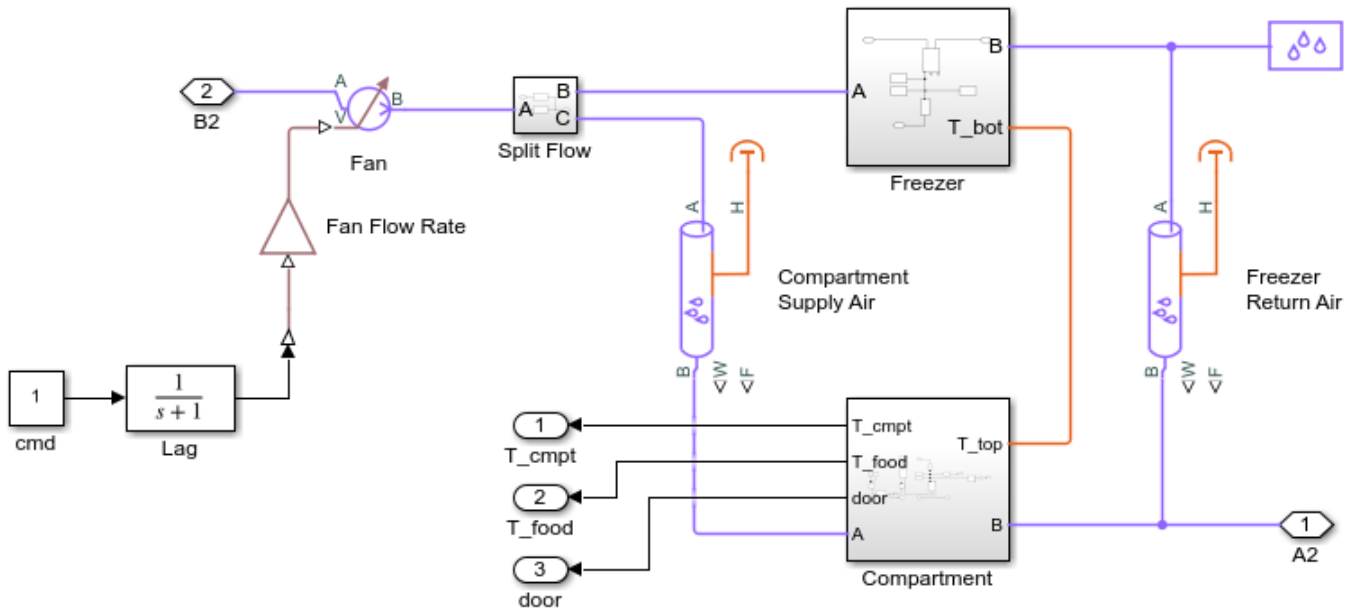 B
A
2
B2
A
V
B
Fan
A
B
C
Split Flow
A
T_bot
Freezer
Fan Flow Rate
A
H
Compartment
Supply Air
B
<W
<F
A
H
Freezer
Return Air
B
<W
<F
1
cmd
1
s + 1
Lag
1
T_cmpt
2
T_food
3
door
T_cmpt
T_food
door
A
T_top
B
Compartment
1
A2